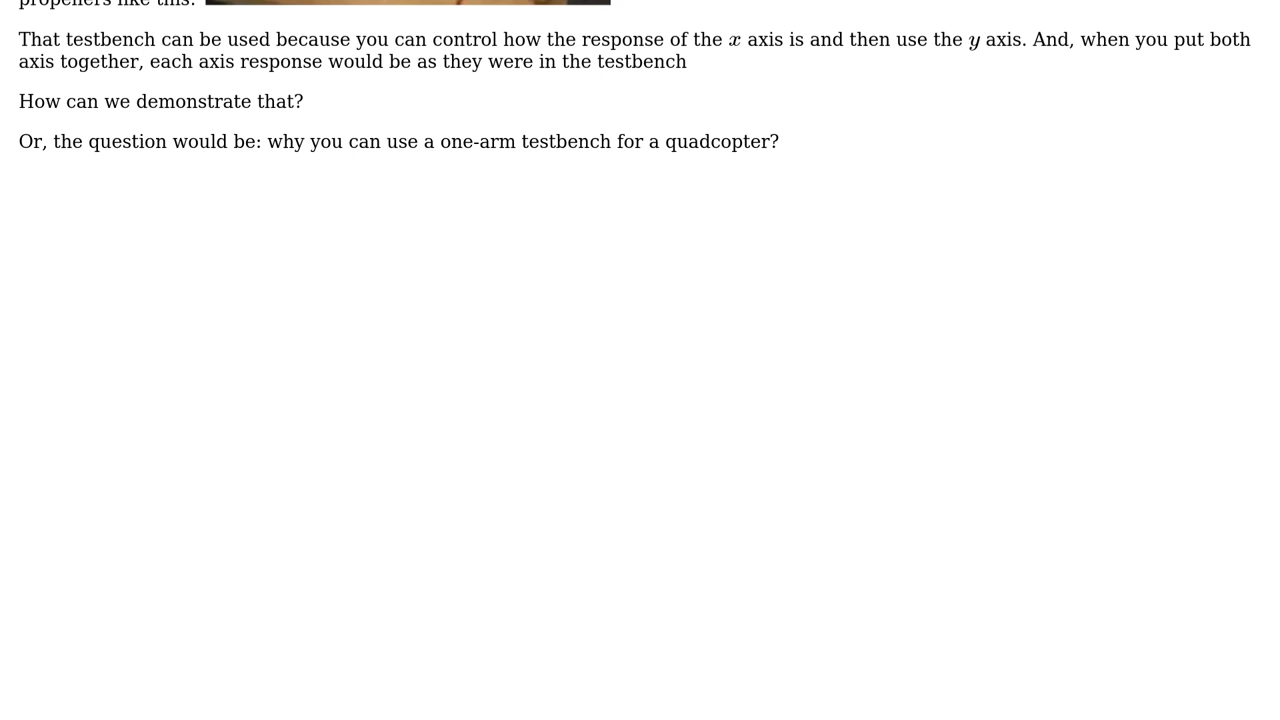 propellers like this:
That testbench can be used because you can control how the response of the x axis is and then use the y axis. And, when you put both
axis together, each axis response would be as they were in the testbench
How can we demonstrate that?
Or, the question would be: why you can use a one-arm testbench for a quadcopter?